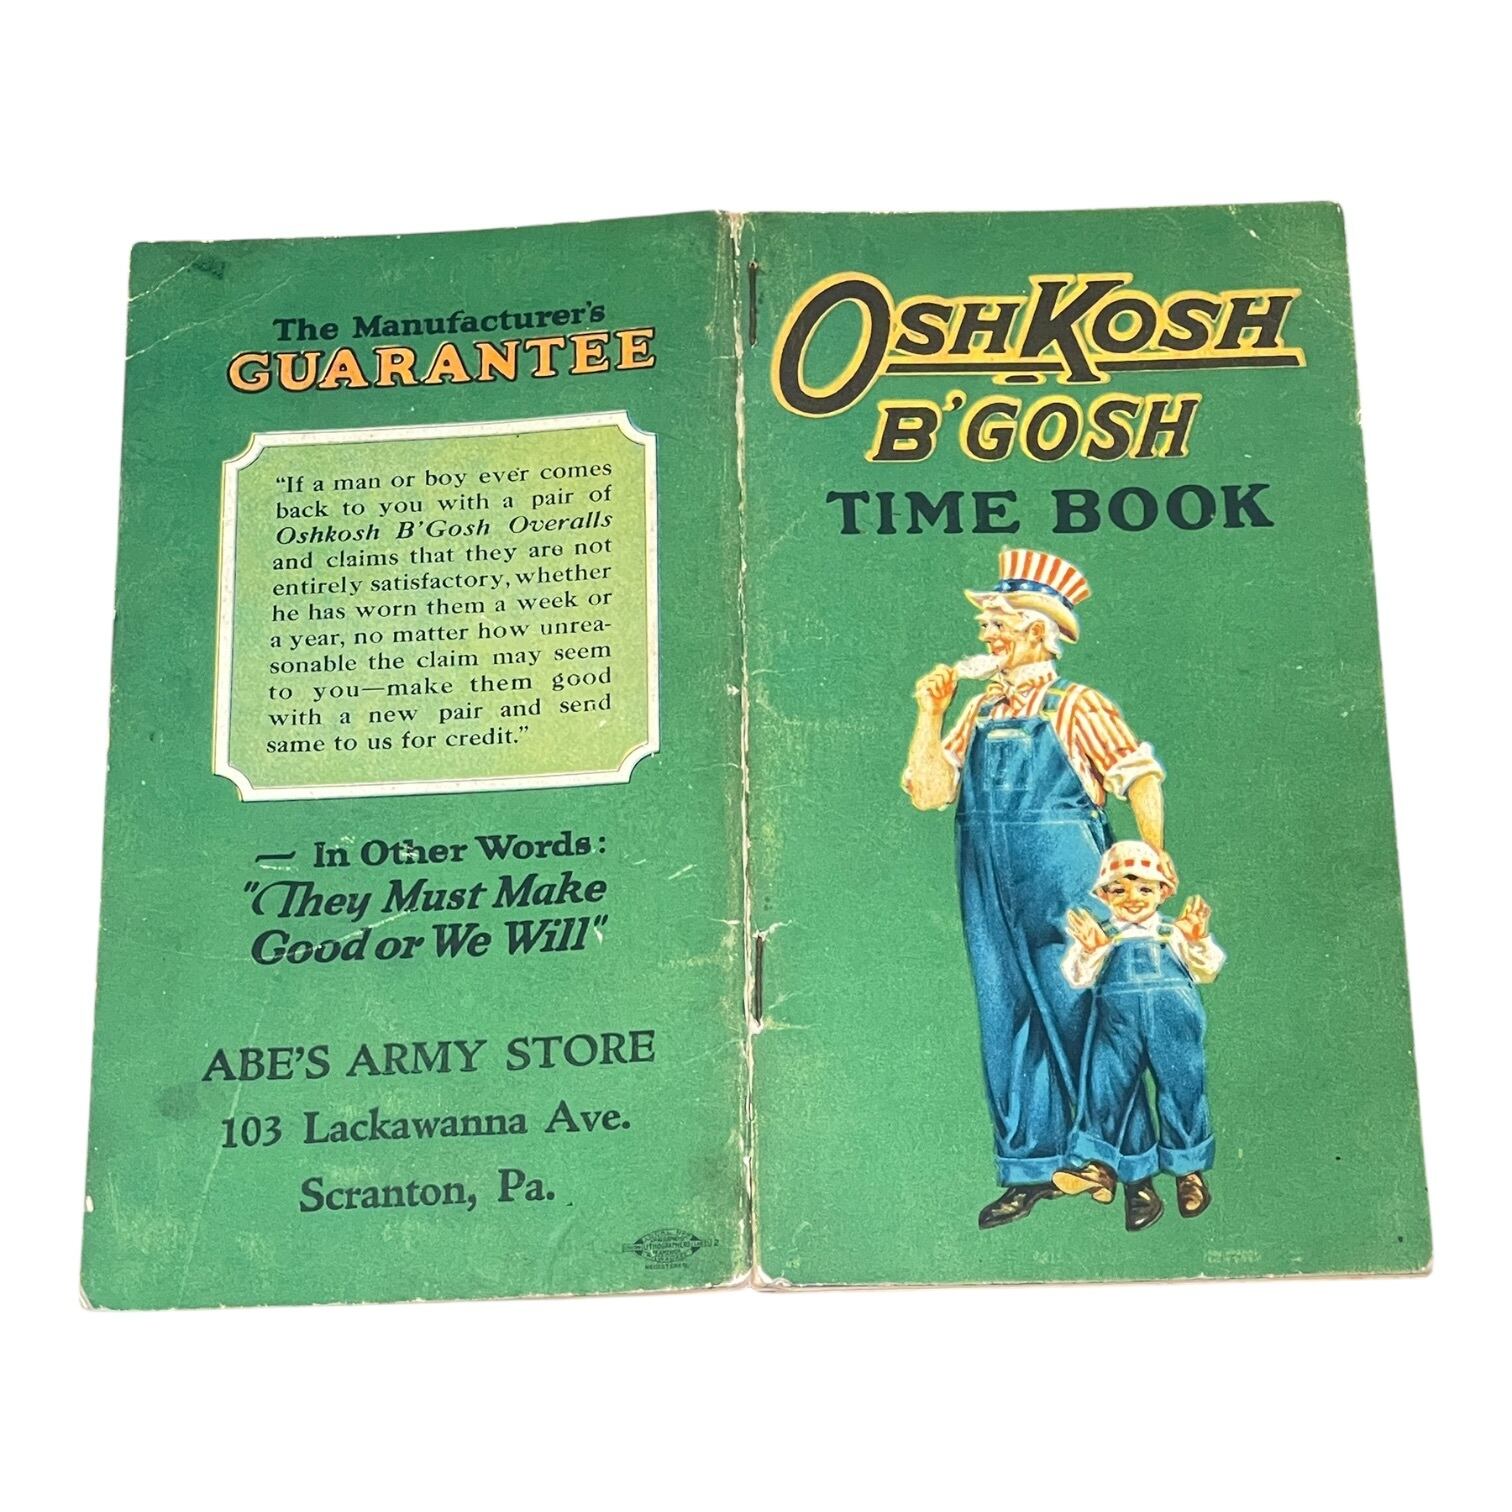 The Manufacturer's
GUARANTEE
“If a man or boy ever comes
back to you with a pair of
Oshkosh B'Gosh Overalls
and claims that they are not
entirely satisfactory, whether
he has worn them a week or
a year, no matter how unrea-
sonable the claim may seem
to you—make them good
with a new pair and send
same to us for credit.”
— In Other Words:
"They Must Make
Good or We Will"
ABE'S ARMY STORE
103 Lackawanna Ave.
Scranton, Pa.
OSHKOSH
B'GOSH
TIME BOOK